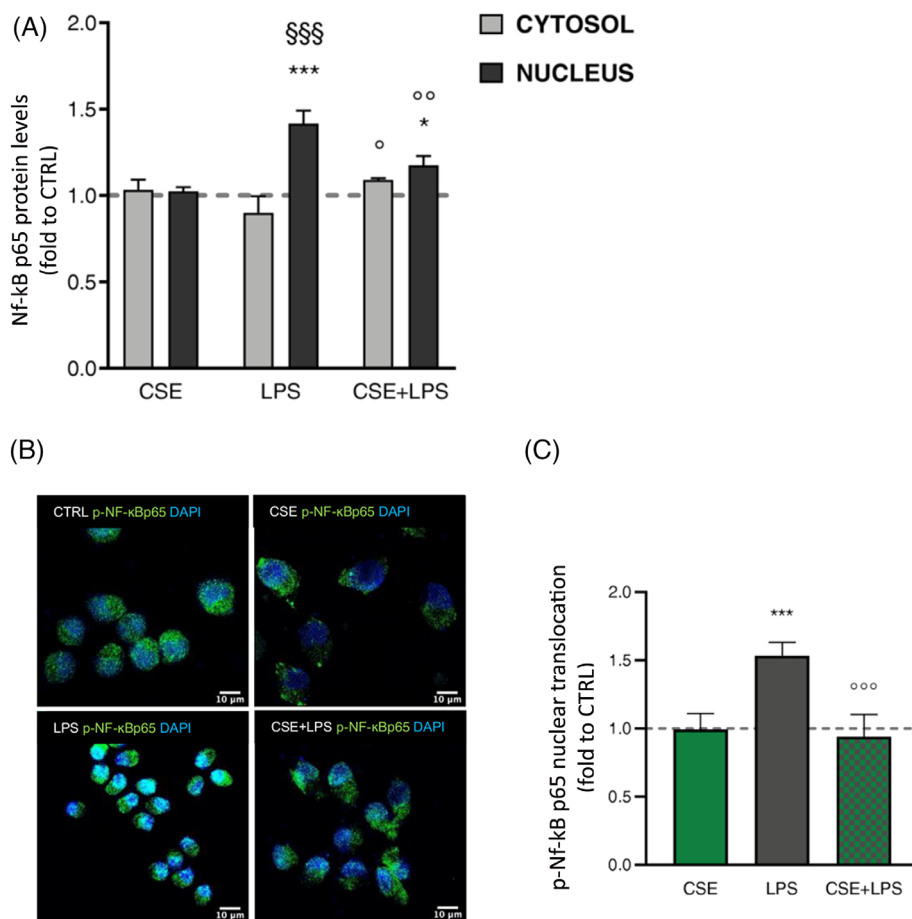 (A)
Nf-kB p65 protein levels
(fold to CTRL)
2.0
1.5
1.0
0.5
0.0
§§§
***
°
°°
*
CSE
LPS
CSE+LPS
CYTOSOL
NUCLEUS
(B)
CTRL p-NF-κBp65 DAPI
10 µm
CSE p-NF-κBp65 DAPI
10 µm
LPS p-NF-κBp65 DAPI
10 µm
CSE+LPS p-NF-κBp65 DAPI
10 µm
(C)
p-Nf-kB p65 nuclear translocation
(fold to CTRL)
2.0
1.5
1.0
0.5
0.0
***
°°°
CSE
LPS
CSE+LPS